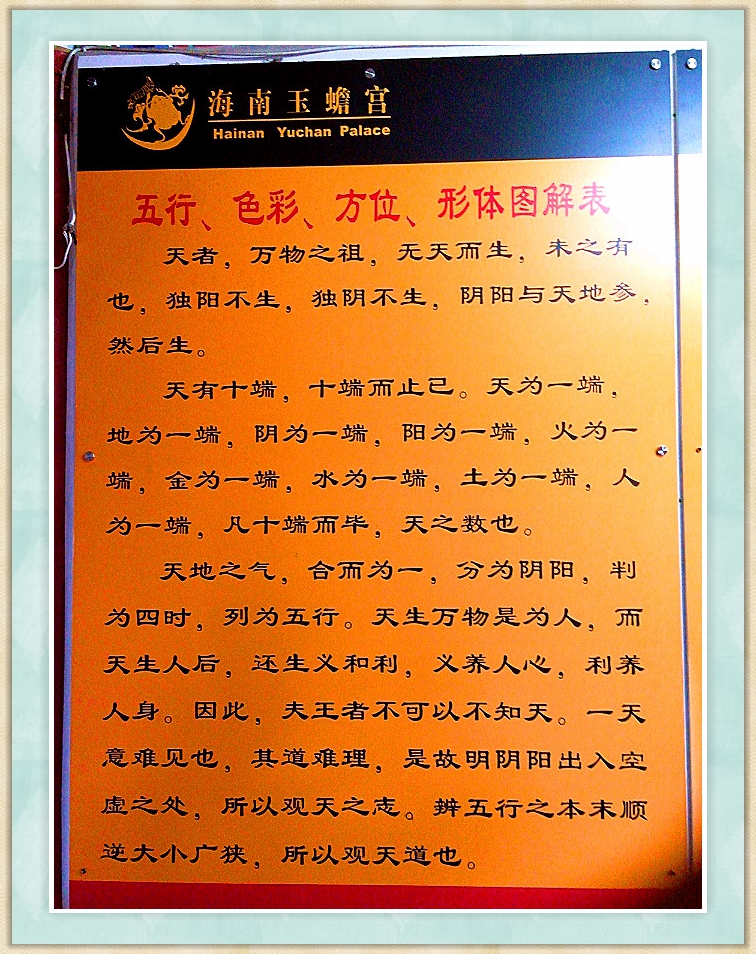 海南玉蟾宫
Hainan Yuchan Palace
五行、色彩、方位、形体图解表
天者，万物之祖，无天而生，未之有
也，独阳不生，独阴不生，阴阳与天地参，
然后生。
天有十端，十端而止已。天为一端，
地为一端，阴为一端，阳为一端，火为一
端，金为一端，水为一端，土为一端，人
为一端，凡十端而毕，天之数也。
天地之气，合而为一，分为阴阳，判
为四时，列为五行。天生万物是为人，而
天生人后，还生义和利，义养人心，利养
人身。因此，夫王者不可以不知天。一天
意难见也，其道难理，是故明阴阳出入空
虚之处，所以观天之志。辨五行之本末顺
逆大小广狭，所以观天道也。